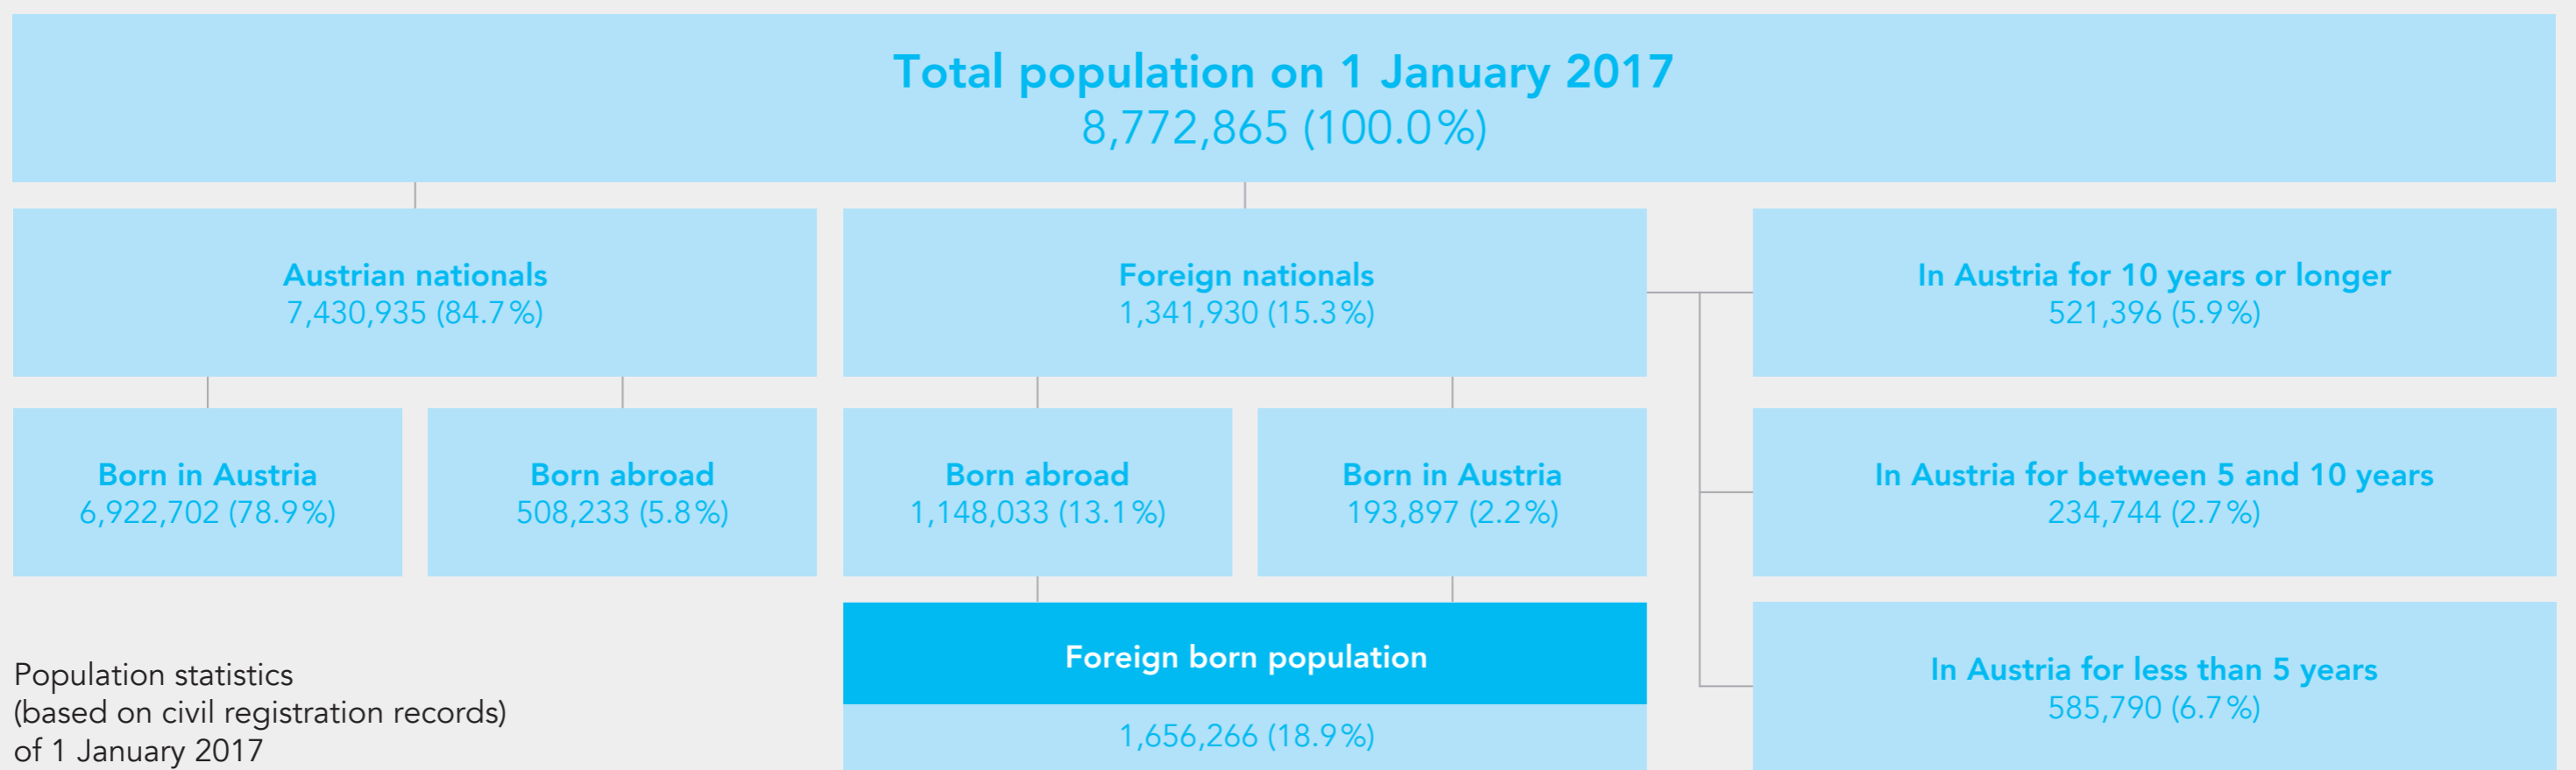 Total population on 1 January 2017
8,772,865 (100.0%)
Austrian nationals
7,430,935 (84.7%)
Foreign nationals
1,341,930 (15.3%)
In Austria for 10 years or longer
521,396 (5.9%)
Born in Austria
6,922,702 (78.9%)
Born abroad
508,233 (5.8%)
Born abroad
1,148,033 (13.1%)
Born in Austria
193,897 (2.2%)
In Austria for between 5 and 10 years
234,744 (2.7%)
Foreign born population
1,656,266 (18.9%)
In Austria for less than 5 years
585,790 (6.7%)
Population statistics
(based on civil registration records)
of 1 January 2017